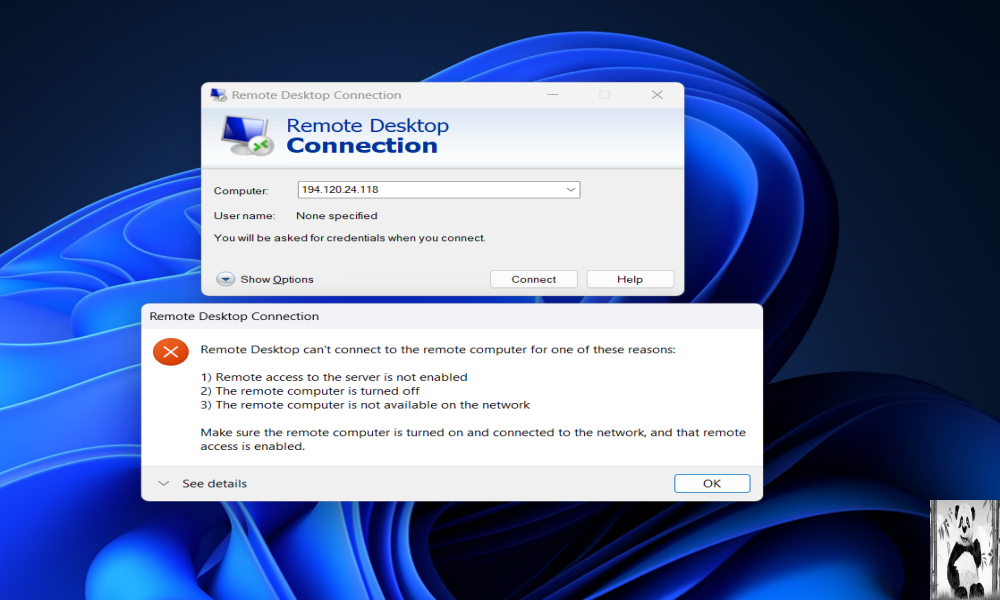 Remote Desktop Connection
Remote Desktop
Connection
Computer: 194.120.24.118
User name: None specified
You will be asked for credentials when you connect.
Show Options Connect Help
Remote Desktop Connection
Remote Desktop can't connect to the remote computer for one of these reasons:
1) Remote access to the server is not enabled
2) The remote computer is turned off
3) The remote computer is not available on the network
Make sure the remote computer is turned on and connected to the network, and that remote
access is enabled.
See details OK